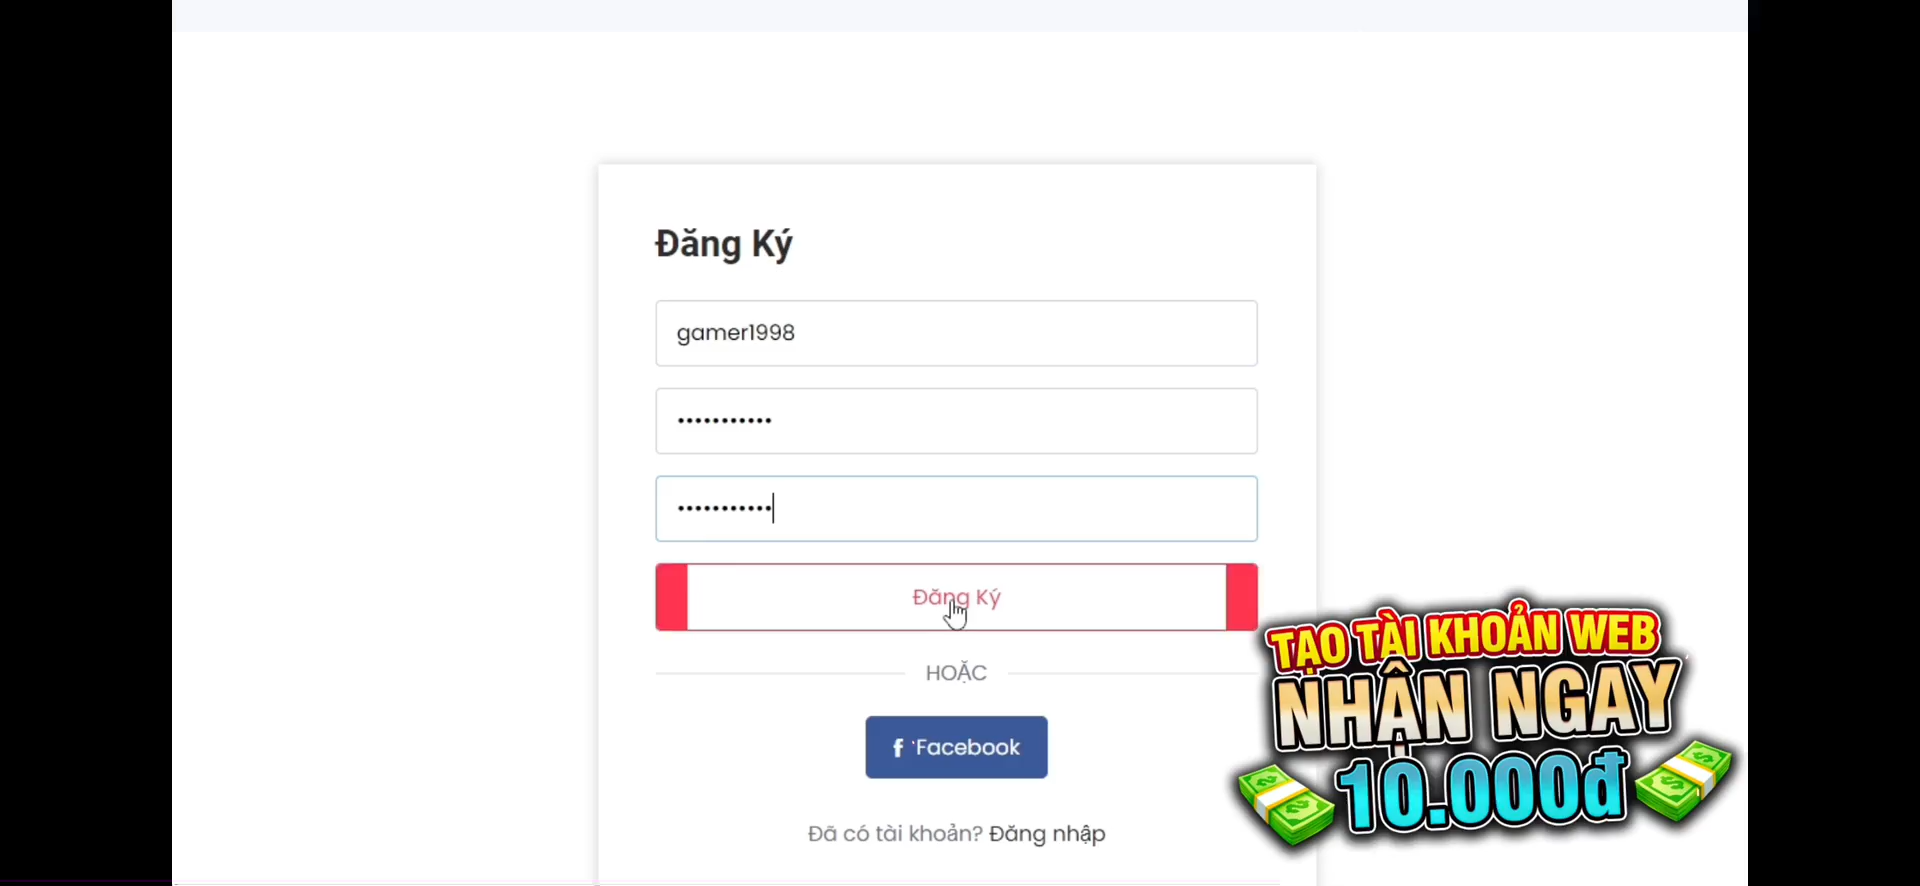 Đăng Ký
gamer1998
•••••••••••
•••••••••••
Đăng Ký
HOẶC
f Facebook
Đã có tài khoản? Đăng nhập
TẠO TÀI KHOẢN WEB
NHẬN NGAY
10.000đ